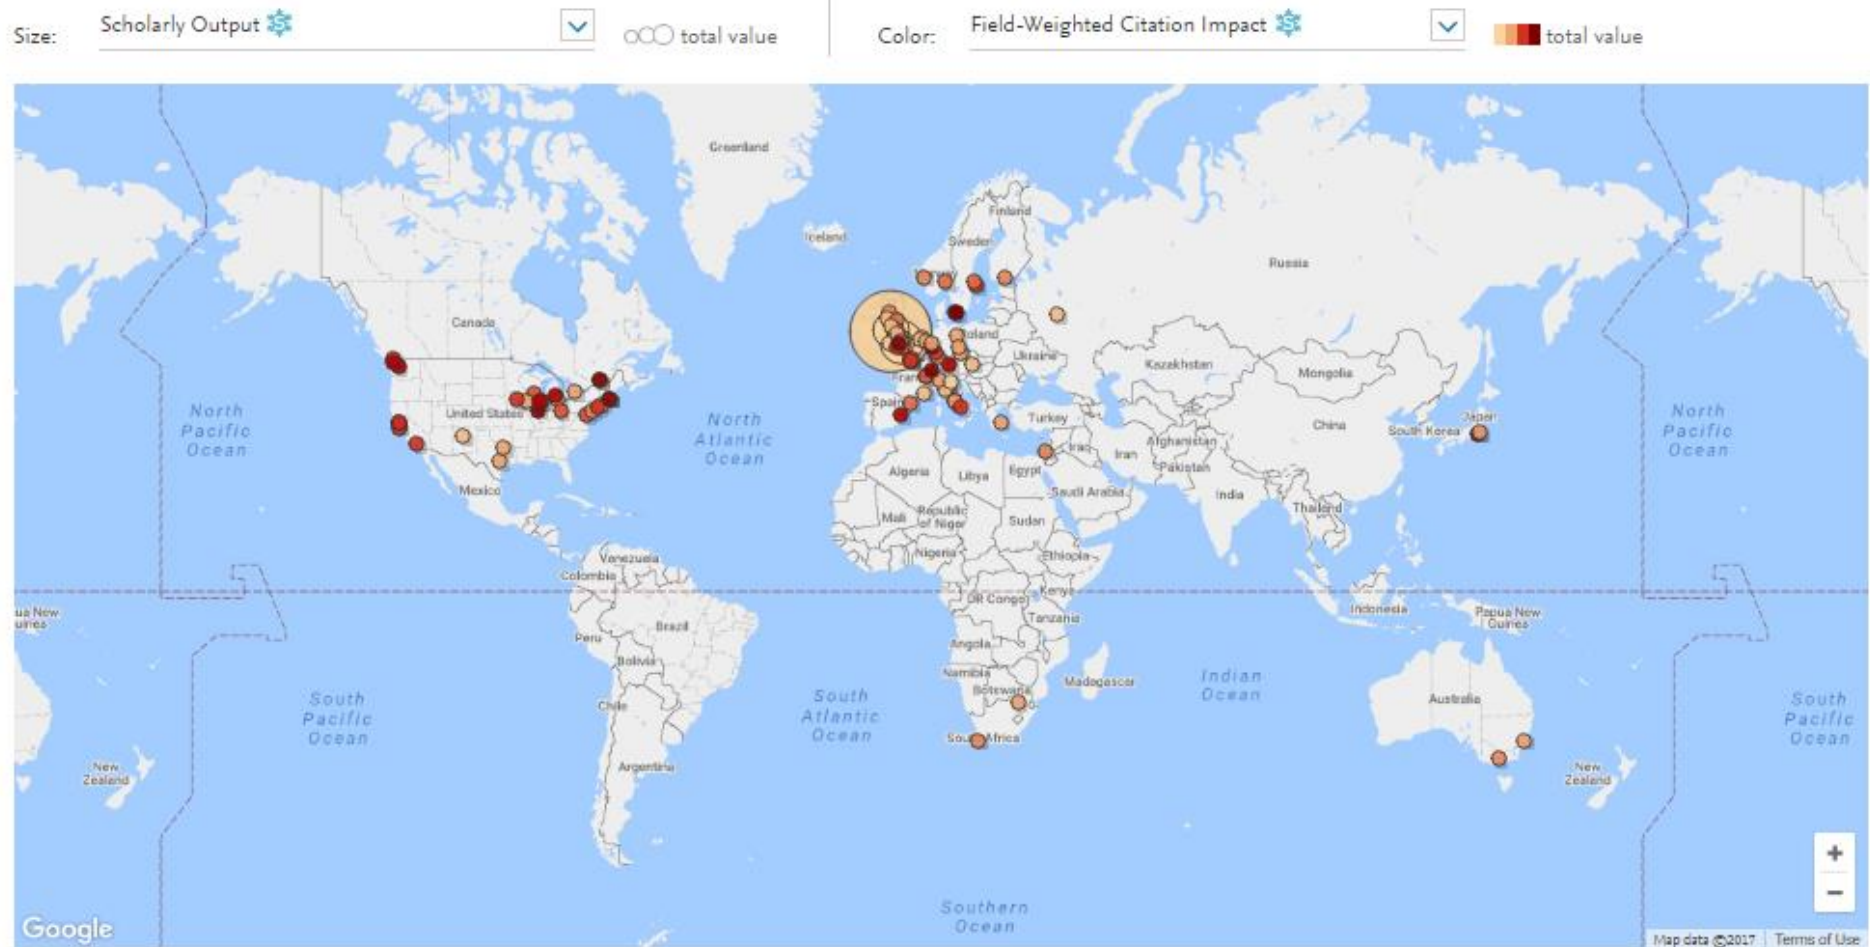 Size:
Scholarly Output
total value
Color:
Field-Weighted Citation Impact
total value
Greenland
Iceland
Finland
Sweden
Russia
Canada
Poland
Ukraine
Kazakhstan
Mongolia
North
Pacific
Ocean
United States
North
Atlantic
Ocean
Spain
Turkey
China
South Korea
Japan
North
Pacific
Ocean
Afghanistan
Iraq
Iran
Pakistan
Algeria
Libya
Egypt
Saudi Arabia
India
Thailand
Mexico
Mali
Republic
of Niger
Sudan
Nigeria
Ethiopia
Venezuela
Colombia
DR Congo
Kenya
Tanzania
Indonesia
Papua New
Guinea
ua New
uinea
Peru
Brazil
Bolivia
Angola
Namibia
Botswana
Madagascar
Indian
Ocean
South
Pacific
Ocean
Chile
South
Atlantic
Ocean
Australia
South
Pacific
Ocean
South Africa
Argentina
New
Zealand
New
Zealand
+
−
Southern
Ocean
Google
Map data ©2017
Terms of Use